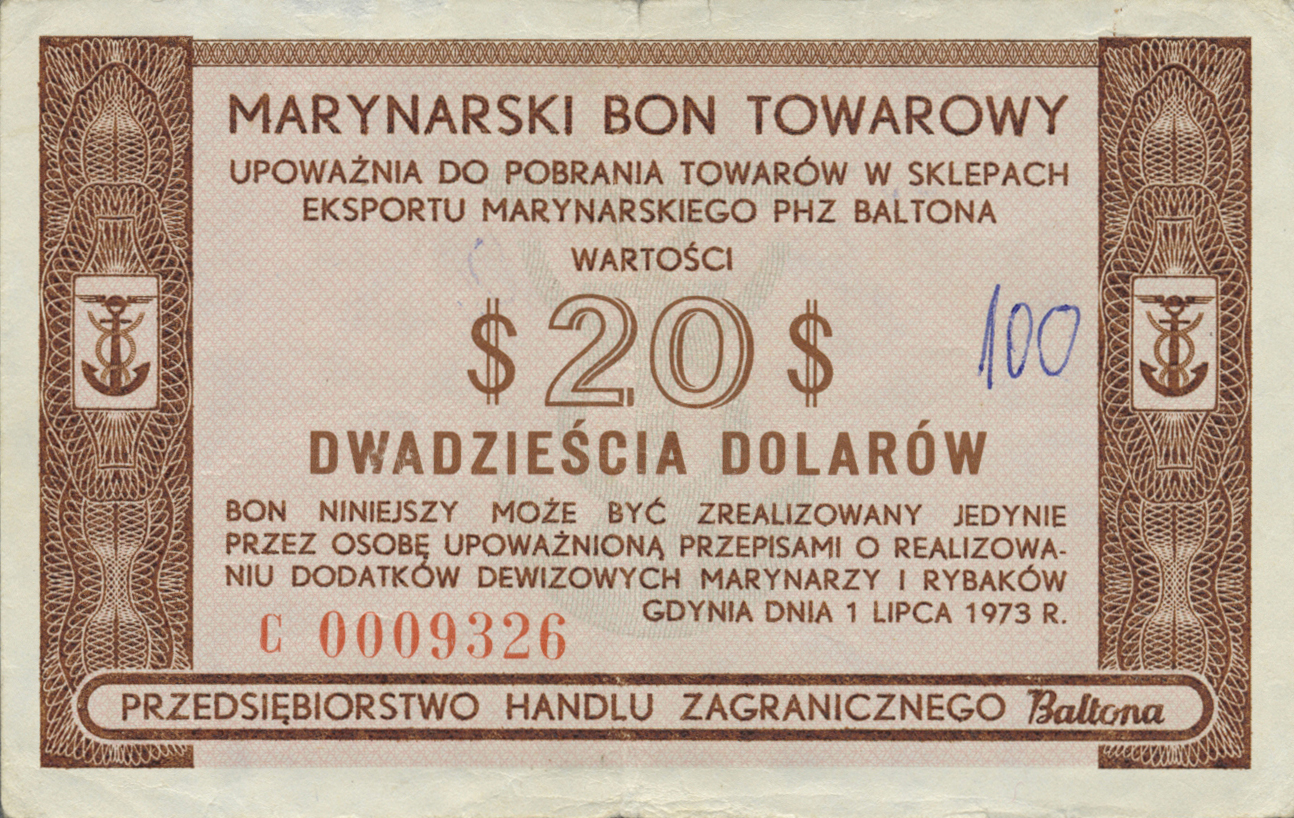 MARYNARSKI BON TOWAROWY
UPOWAŻNIA DO POBRANIA TOWARÓW W SKLEPACH
EKSPORTU MARYNARSKIEGO PHZ BALTONA
WARTOŚCI
$ 20 $
100
DWADZIEŚCIA DOLARÓW
BON NINIEJSZY MOŻE BYĆ ZREALIZOWANY JEDYNIE
PRZEZ OSOBĘ UPOWAŻNIONĄ PRZEPISAMI O REALIZOWA-
NIU DODATKÓW DEWIZOWYCH MARYNARZY I RYBAKÓW
GDYNIA DNIA 1 LIPCA 1973 R.
C 0009326
PRZEDSIĘBIORSTWO HANDLU ZAGRANICZNEGO Baltona